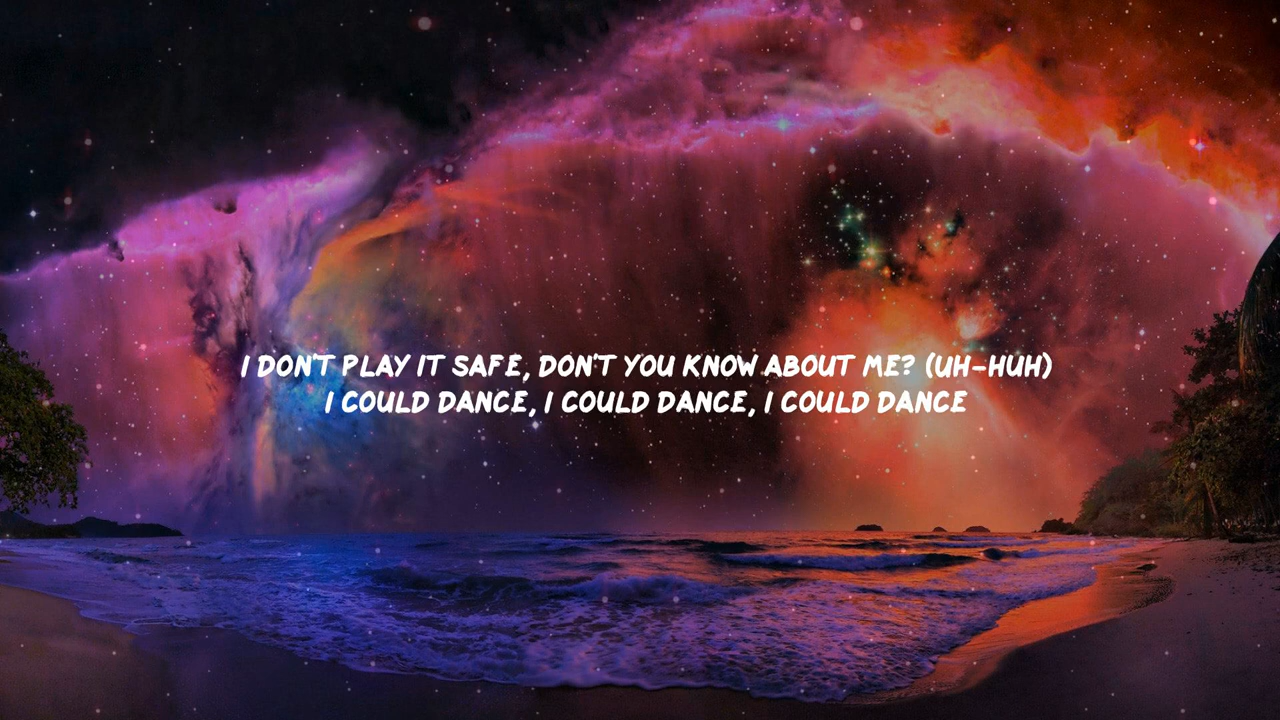 I DON'T PLAY IT SAFE, DON'T YOU KNOW ABOUT ME? (UH-HUH)
I COULD DANCE, I COULD DANCE, I COULD DANCE